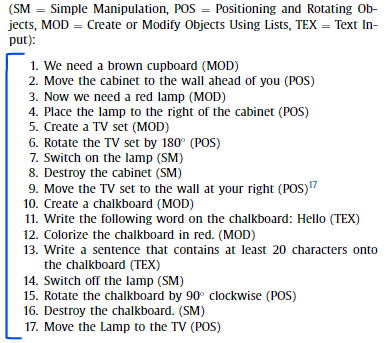 (SM = Simple Manipulation, POS = Positioning and Rotating Ob-
jects, MOD = Create or Modify Objects Using Lists, TEX = Text In-
put):
1. We need a brown cupboard (MOD)
2. Move the cabinet to the wall ahead of you (POS)
3. Now we need a red lamp (MOD)
4. Place the lamp to the right of the cabinet (POS)
5. Create a TV set (MOD)
6. Rotate the TV set by 180° (POS)
7. Switch on the lamp (SM)
8. Destroy the cabinet (SM)
9. Move the TV set to the wall at your right (POS)17
10. Create a chalkboard (MOD)
11. Write the following word on the chalkboard: Hello (TEX)
12. Colorize the chalkboard in red. (MOD)
13. Write a sentence that contains at least 20 characters onto
the chalkboard (TEX)
14. Switch off the lamp (SM)
15. Rotate the chalkboard by 90° clockwise (POS)
16. Destroy the chalkboard. (SM)
17. Move the Lamp to the TV (POS)